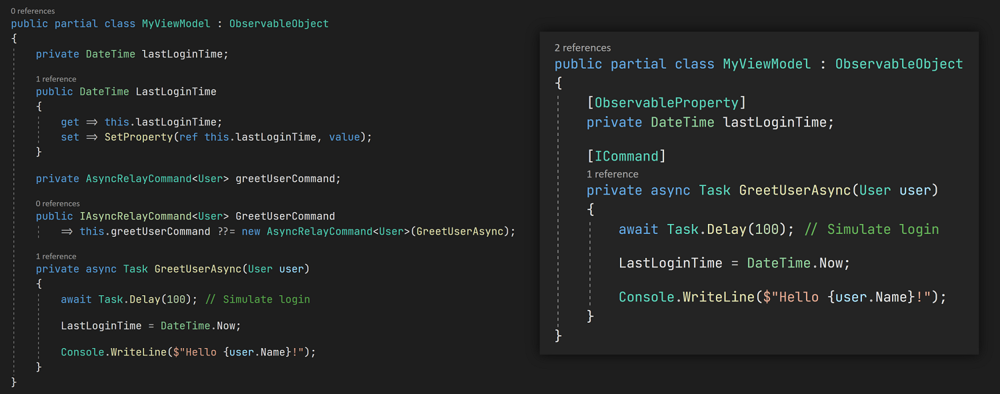 0 references
public partial class MyViewModel : ObservableObject
{
private DateTime lastLoginTime;
1 reference
public DateTime LastLoginTime
{
get => this.lastLoginTime;
set => SetProperty(ref this.lastLoginTime, value);
}
private AsyncRelayCommand<User> greetUserCommand;
0 references
public IAsyncRelayCommand<User> GreetUserCommand
=> this.greetUserCommand ??= new AsyncRelayCommand<User>(GreetUserAsync);
1 reference
private async Task GreetUserAsync(User user)
{
await Task.Delay(100); // Simulate login
LastLoginTime = DateTime.Now;
Console.WriteLine($"Hello {user.Name}!");
}
}
2 references
public partial class MyViewModel : ObservableObject
{
[ObservableProperty]
private DateTime lastLoginTime;
[ICommand]
1 reference
private async Task GreetUserAsync(User user)
{
await Task.Delay(100); // Simulate login
LastLoginTime = DateTime.Now;
Console.WriteLine($"Hello {user.Name}!");
}
}